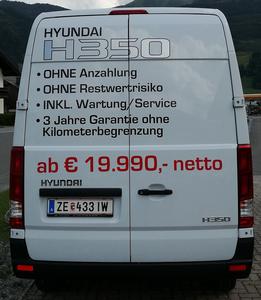 HYUNDAI
H350
• OHNE Anzahlung
• OHNE Restwertrisiko
• INKL. Wartung/Service
• 3 Jahre Garantie ohne
Kilometerbegrenzung
ab € 19.990,- netto
HYUNDAI
ZE 433 IW
H350